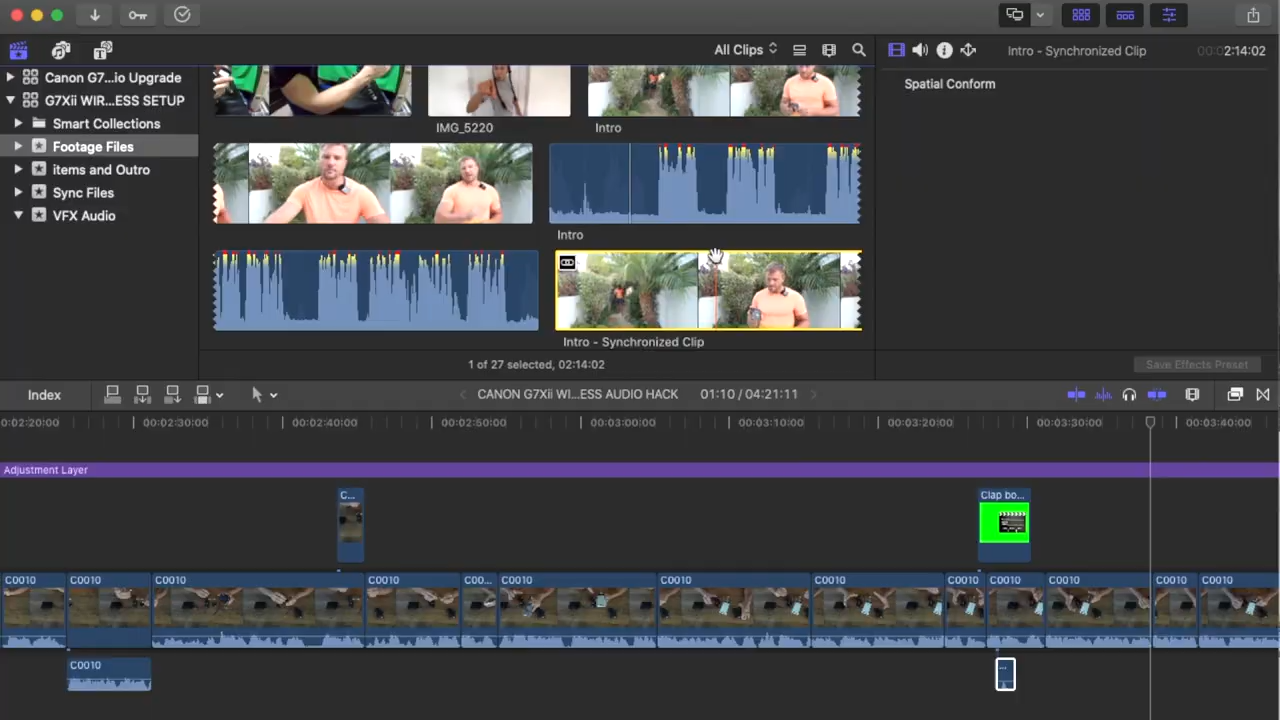 All Clips
Intro - Synchronized Clip
00:02:14:02
Canon G7...io Upgrade
G7Xii WIR...ESS SETUP
Smart Collections
Footage Files
items and Outro
Sync Files
VFX Audio
IMG_5220
Intro
Intro
Intro - Synchronized Clip
1 of 27 selected, 02:14:02
Spatial Conform
Save Effects Preset
Index
CANON G7Xii WI...ESS AUDIO HACK
01:10 / 04:21:11
0:02:20:00
00:02:30:00
00:02:40:00
00:02:50:00
00:03:00:00
00:03:10:00
00:03:20:00
00:03:30:00
00:03:40:00
Adjustment Layer
C...
Clap bo...
C0010
C0010
C0010
C0010
C00...
C0010
C0010
C0010
C0010
C0010
C0010
C0010
C0010
C0010